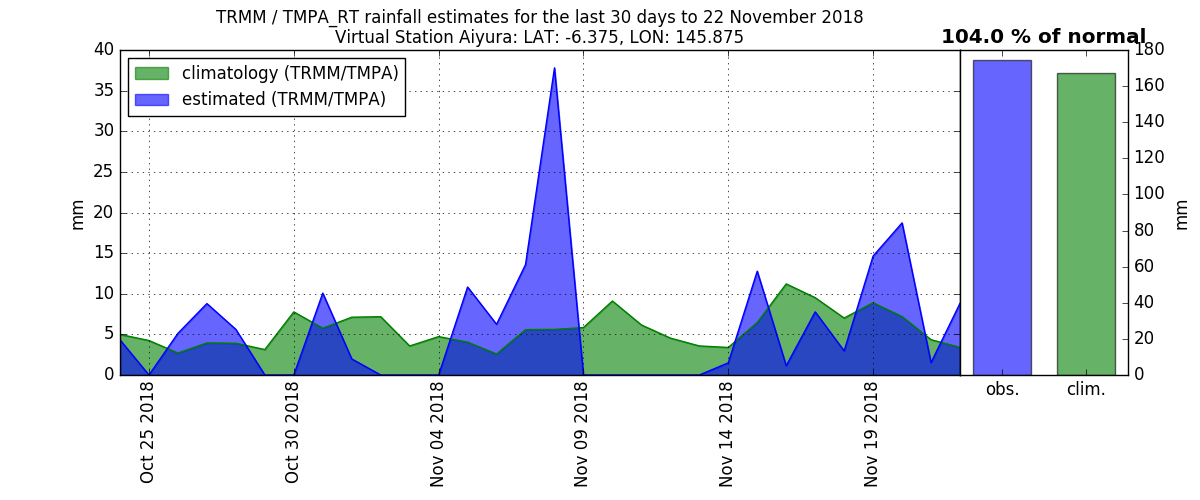 TRMM / TMPA_RT rainfall estimates for the last 30 days to 22 November 2018
Virtual Station Aiyura: LAT: -6.375, LON: 145.875
104.0 % of normal
climatology (TRMM/TMPA)
estimated (TRMM/TMPA)
40
35
30
25
20
15
10
5
0
mm
Oct 25 2018
Oct 30 2018
Nov 04 2018
Nov 09 2018
Nov 14 2018
Nov 19 2018
180
160
140
120
100
80
60
40
20
0
mm
obs.
clim.